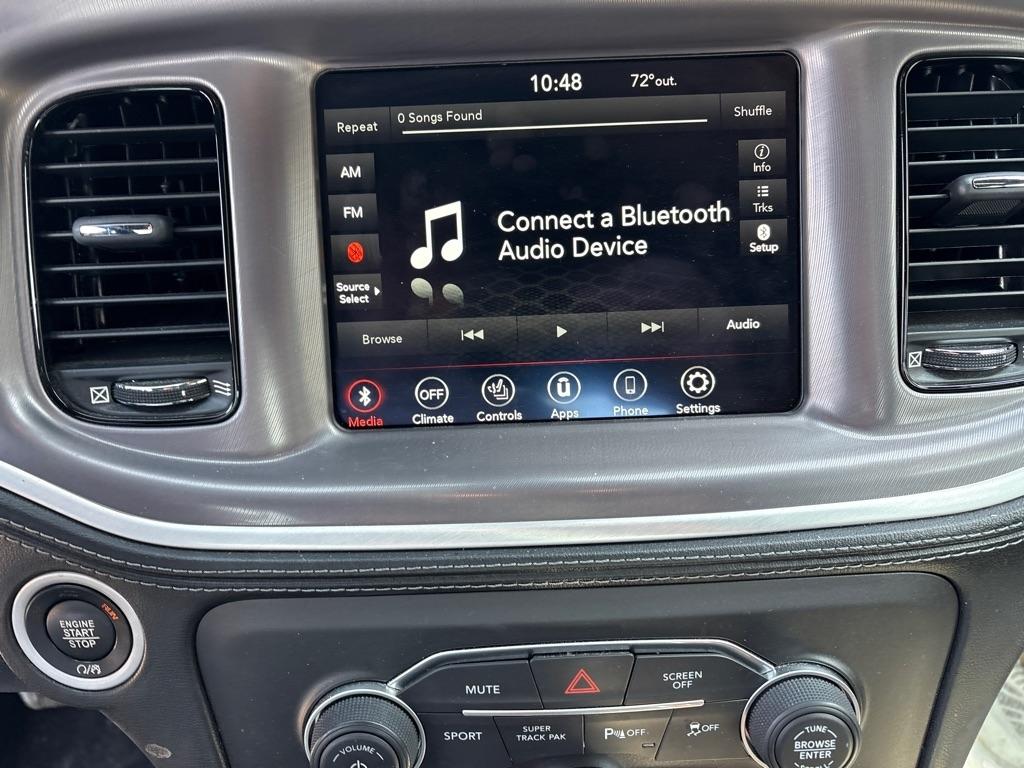 10:48 72°out.
Repeat 0 Songs Found Shuffle
AM
FM
Source
Select
Connect a Bluetooth
Audio Device
Info
Trks
Setup
Browse Audio
Media OFF Climate Controls Apps Phone Settings
ENGINE
START
STOP
MUTE SCREEN
OFF
SPORT SUPER
TRACK PAK P OFF OFF
VOLUME
TUNE
BROWSE
ENTER